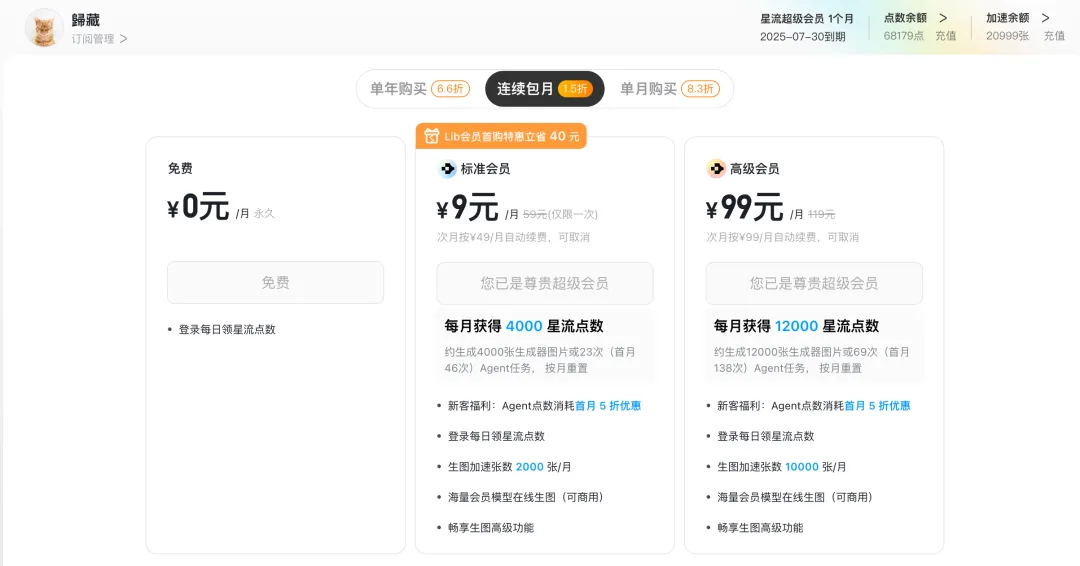 歸藏
订阅管理 >
星流超级会员 1个月
2025-07-30到期
点数余额 >
68179点 充值
加速余额 >
20999张 充值
单年购买 6.6折
连续包月 1.5折
单月购买 8.3折
免费
¥0元 /月 永久
免费
• 登录每日领星流点数
Lib会员首购特惠立省 40 元
标准会员
¥9元 /月 59元(仅限一次)
次月按¥49/月自动续费，可取消
您已是尊贵超级会员
每月获得 4000 星流点数
约生成4000张生成器图片或23次（首月
46次）Agent任务， 按月重置
• 新客福利：Agent点数消耗首月 5 折优惠
• 登录每日领星流点数
• 生图加速张数 2000 张/月
• 海量会员模型在线生图（可商用）
• 畅享生图高级功能
高级会员
¥99元 /月 119元
次月按¥99/月自动续费，可取消
您已是尊贵超级会员
每月获得 12000 星流点数
约生成12000张生成器图片或69次（首月
138次）Agent任务， 按月重置
• 新客福利：Agent点数消耗首月 5 折优惠
• 登录每日领星流点数
• 生图加速张数 10000 张/月
• 海量会员模型在线生图（可商用）
• 畅享生图高级功能